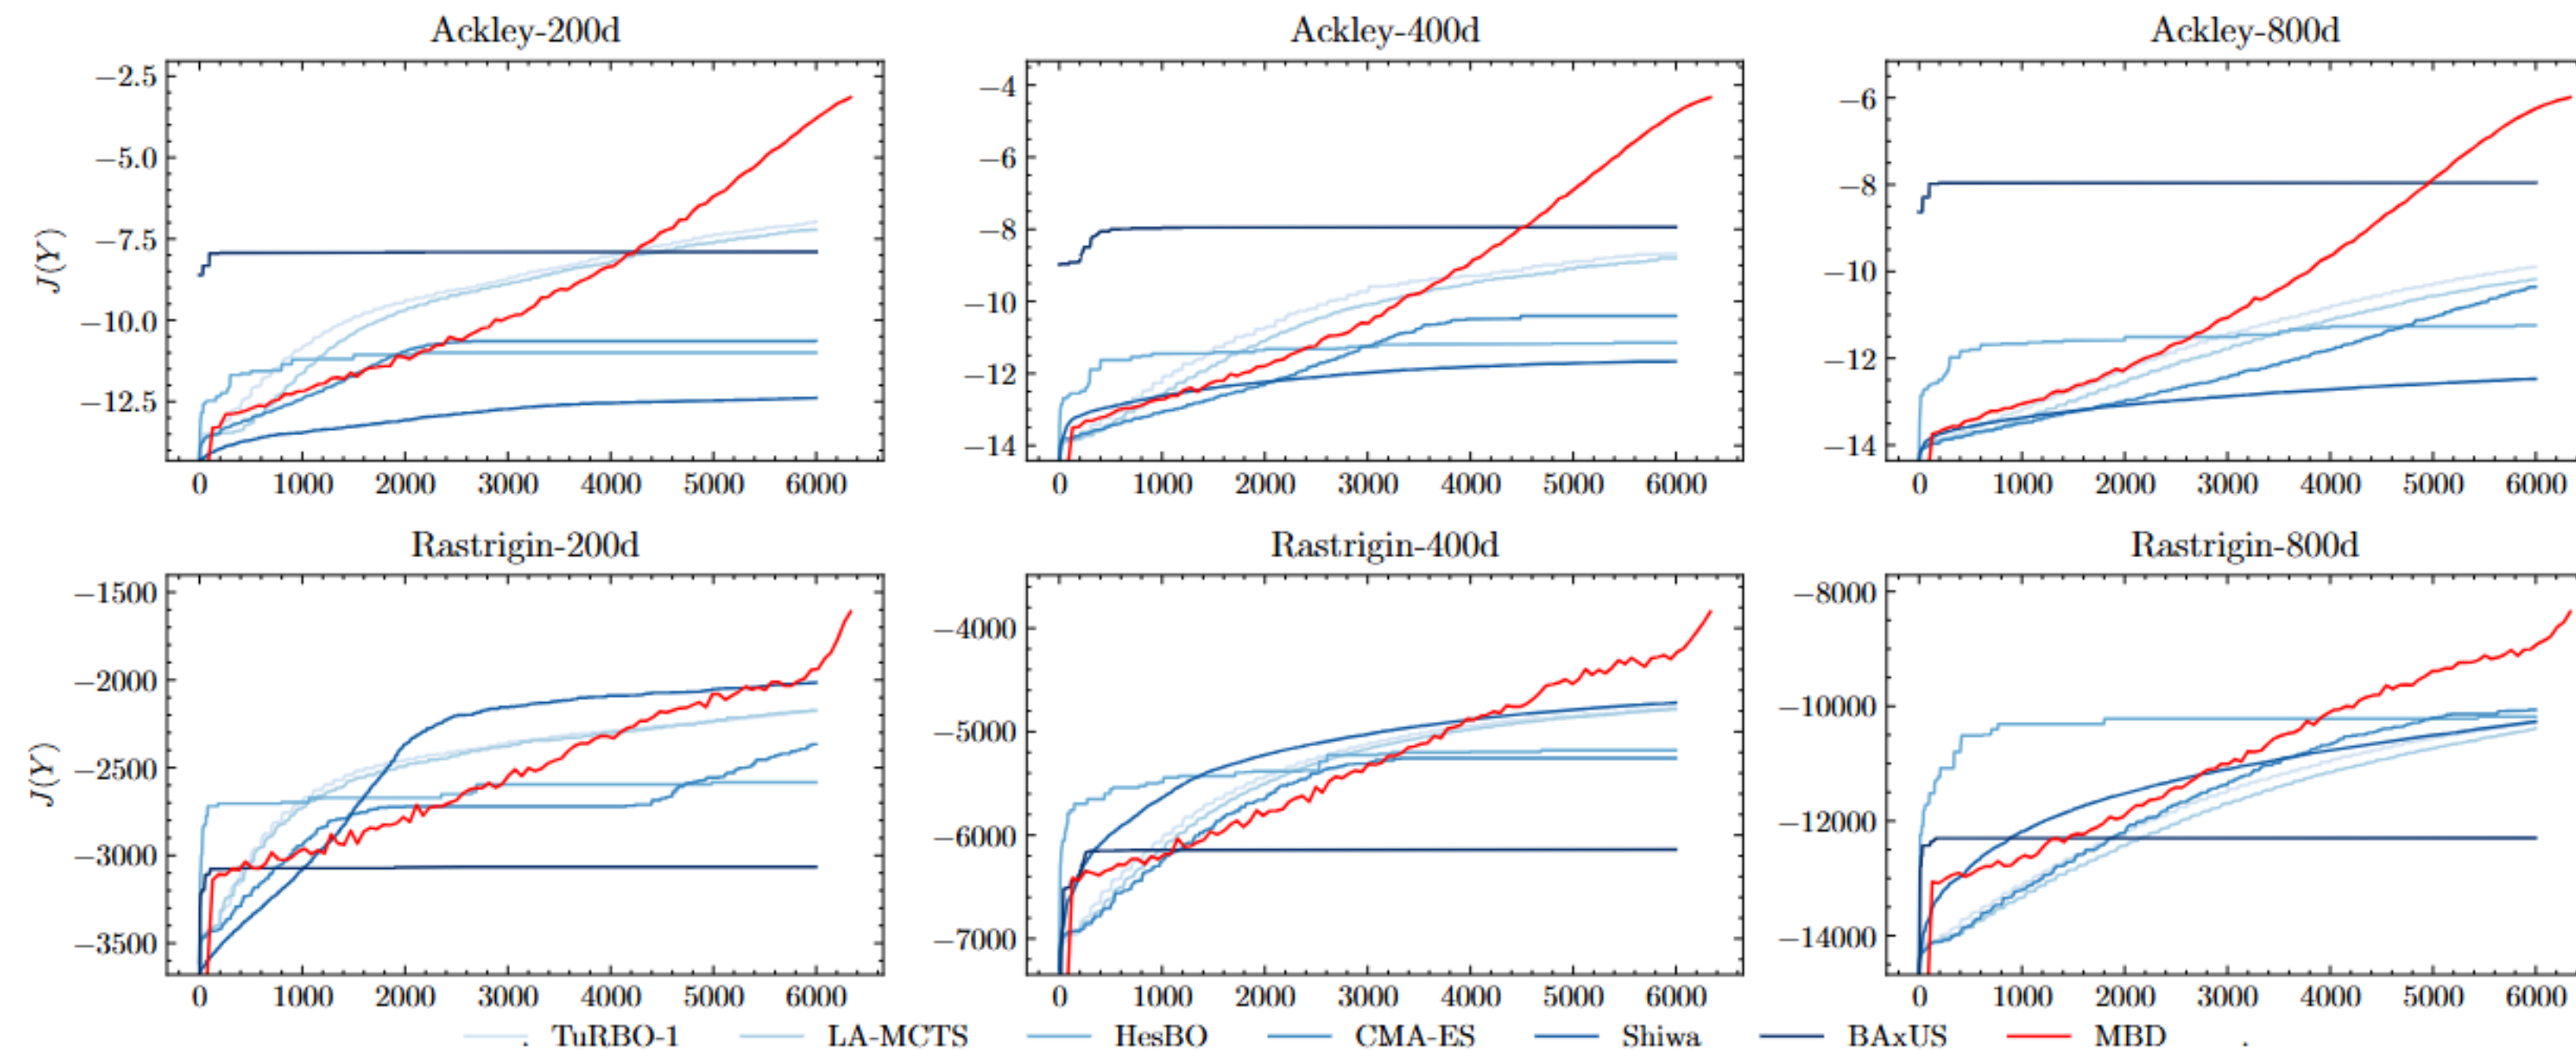 Ackley-200d
Ackley-400d
Ackley-800d
J(Y)
−2.5
−5.0
−7.5
−10.0
−12.5
0 1000 2000 3000 4000 5000 6000
−4
−6
−8
−10
−12
−14
0 1000 2000 3000 4000 5000 6000
−6
−8
−10
−12
−14
0 1000 2000 3000 4000 5000 6000
Rastrigin-200d
Rastrigin-400d
Rastrigin-800d
J(Y)
−1500
−2000
−2500
−3000
−3500
0 1000 2000 3000 4000 5000 6000
−4000
−5000
−6000
−7000
0 1000 2000 3000 4000 5000 6000
−8000
−10000
−12000
−14000
0 1000 2000 3000 4000 5000 6000
. TuRBO-1 LA-MCTS HesBO CMA-ES Shiwa BAxUS MBD .